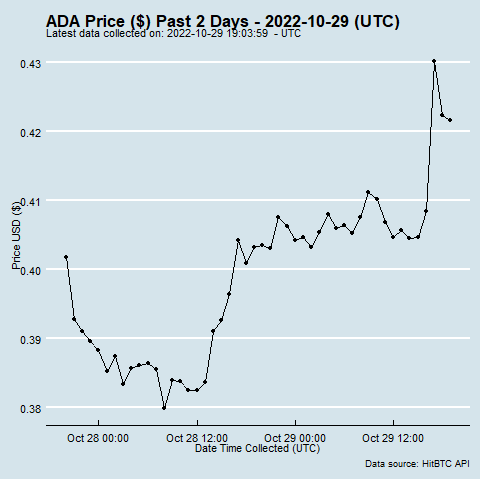 ADA Price ($) Past 2 Days - 2022-10-29 (UTC)
Latest data collected on: 2022-10-29 19:03:59 - UTC
0.43
0.42
0.41
0.40
0.39
0.38
Price USD ($)
Oct 28 00:00 Oct 28 12:00 Oct 29 00:00 Oct 29 12:00
Date Time Collected (UTC)
Data source: HitBTC API